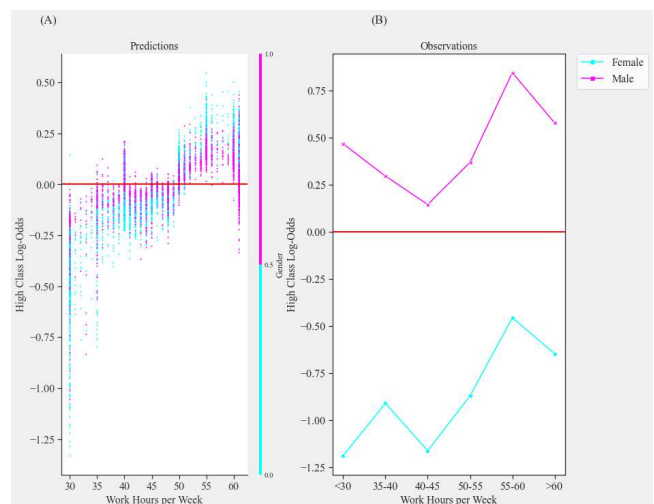 (A)
(B)
Predictions
Observations
1.0
0.5
0.0
Gender
High Class Log-Odds
0.50
0.25
0.00
−0.25
−0.50
−0.75
−1.00
−1.25
30 35 40 45 50 55 60
Work Hours per Week
High Class Log-Odds
0.75
0.50
0.25
0.00
−0.25
−0.50
−0.75
−1.00
−1.25
<30 35-40 40-45 50-55 55-60 >60
Work Hours per Week
Female
Male